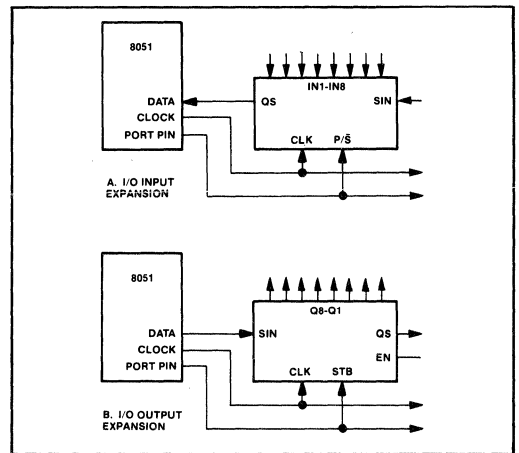 8051
IN1-IN8
DATA
QS
SIN
CLOCK
PORT PIN
CLK
P/S̄
A. I/O INPUT
EXPANSION
8051
Q8-Q1
DATA
SIN
QS
CLOCK
EN
PORT PIN
CLK
STB
B. I/O OUTPUT
EXPANSION